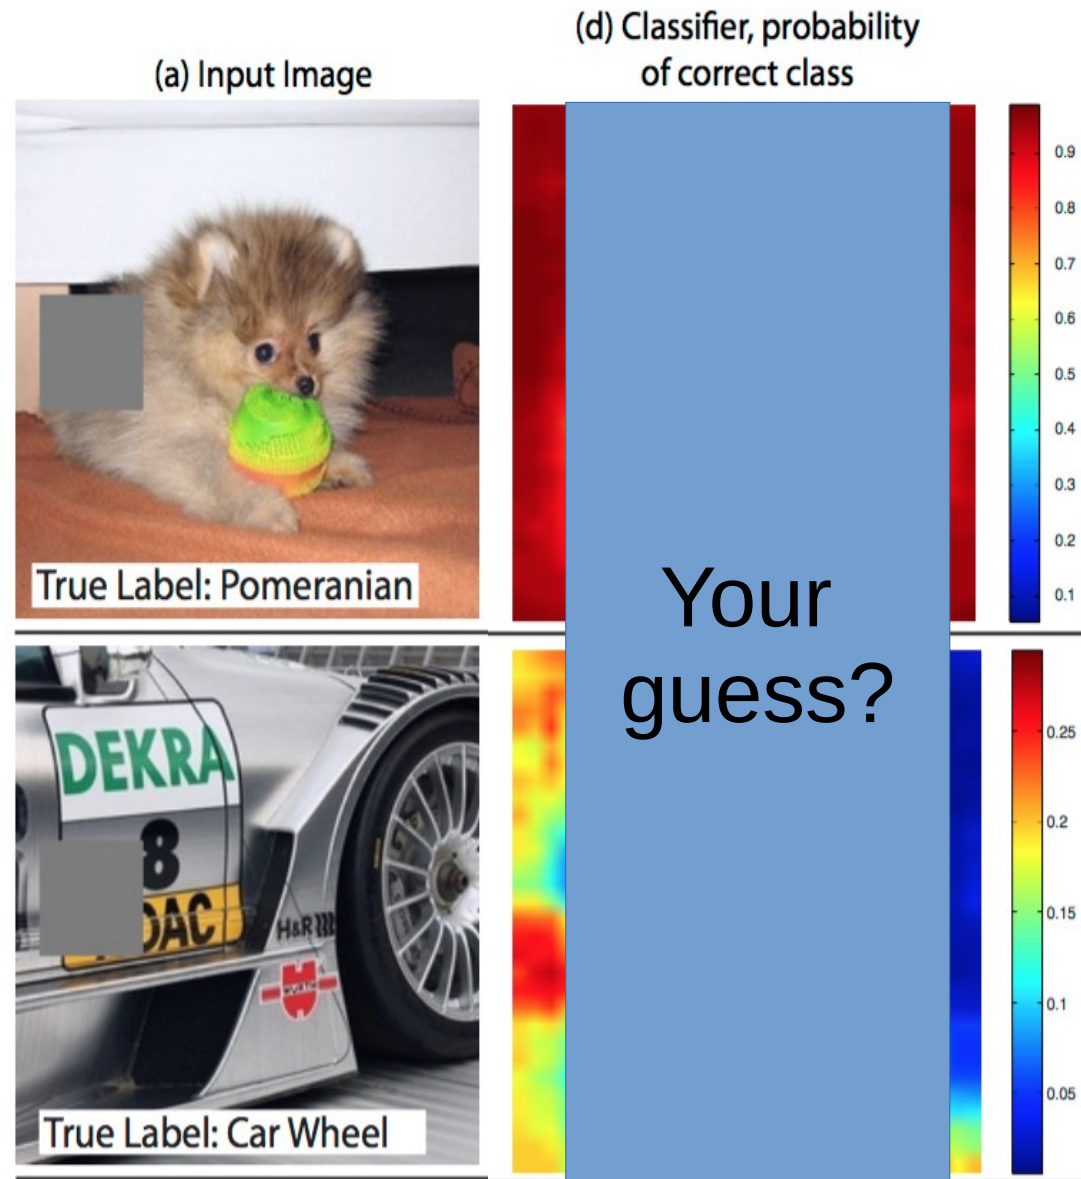 (a) Input Image
(d) Classifier, probability
of correct class
0.9
0.8
0.7
0.6
0.5
0.4
0.3
0.2
0.1
True Label: Pomeranian
Your
guess?
DEKRA
8
DAC
H&R
WÜRTH
True Label: Car Wheel
0.25
0.2
0.15
0.1
0.05